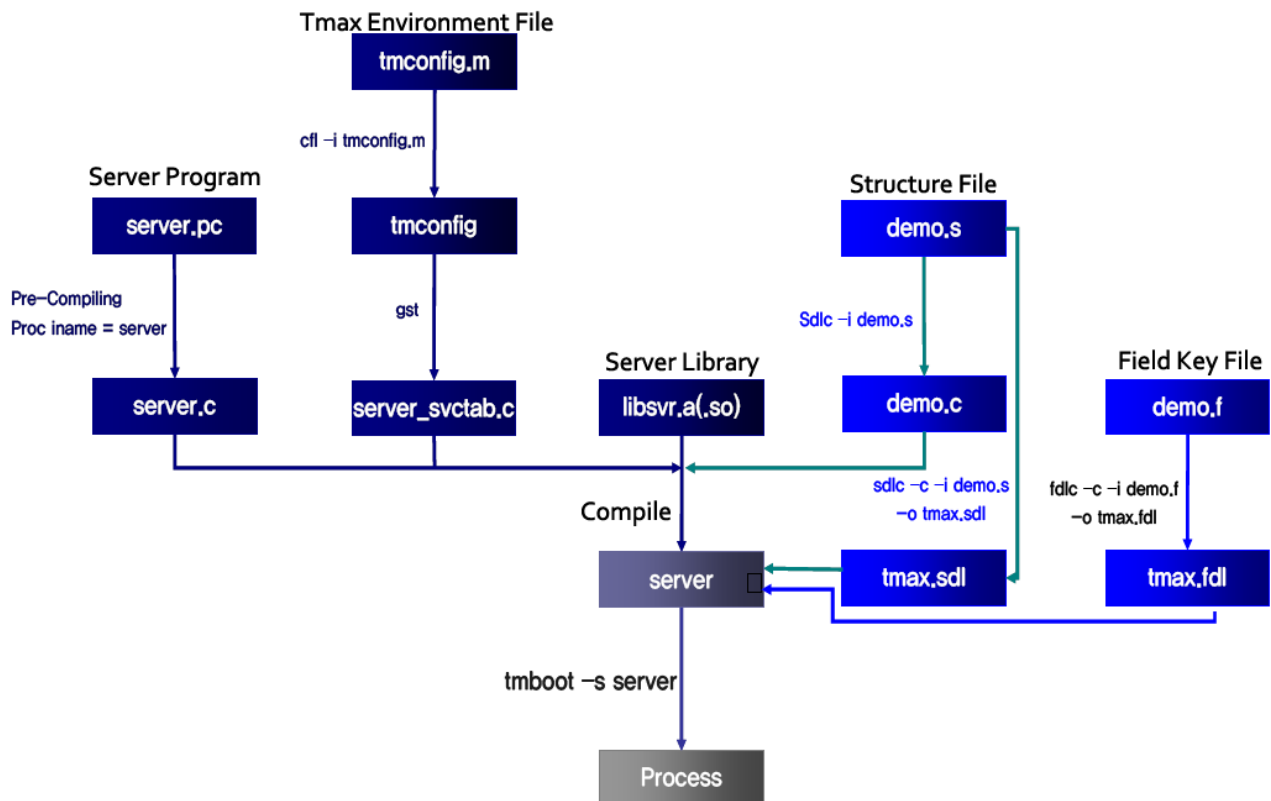 Tmax Environment File
tmconfig.m
cfl -i tmconfig.m
Server Program
Structure File
server.pc
tmconfig
demo.s
Pre-Compiling
Proc iname = server
gst
Sdlc -i demo.s
Server Library
Field Key File
server.c
server_svctab.c
libsvr.a(.so)
demo.c
demo.f
sdlc -c -i demo.s
-o tmax.sdl
fdlc -c -i demo.f
-o tmax.fdl
Compile
server
tmax.sdl
tmax.fdl
tmboot -s server
Process